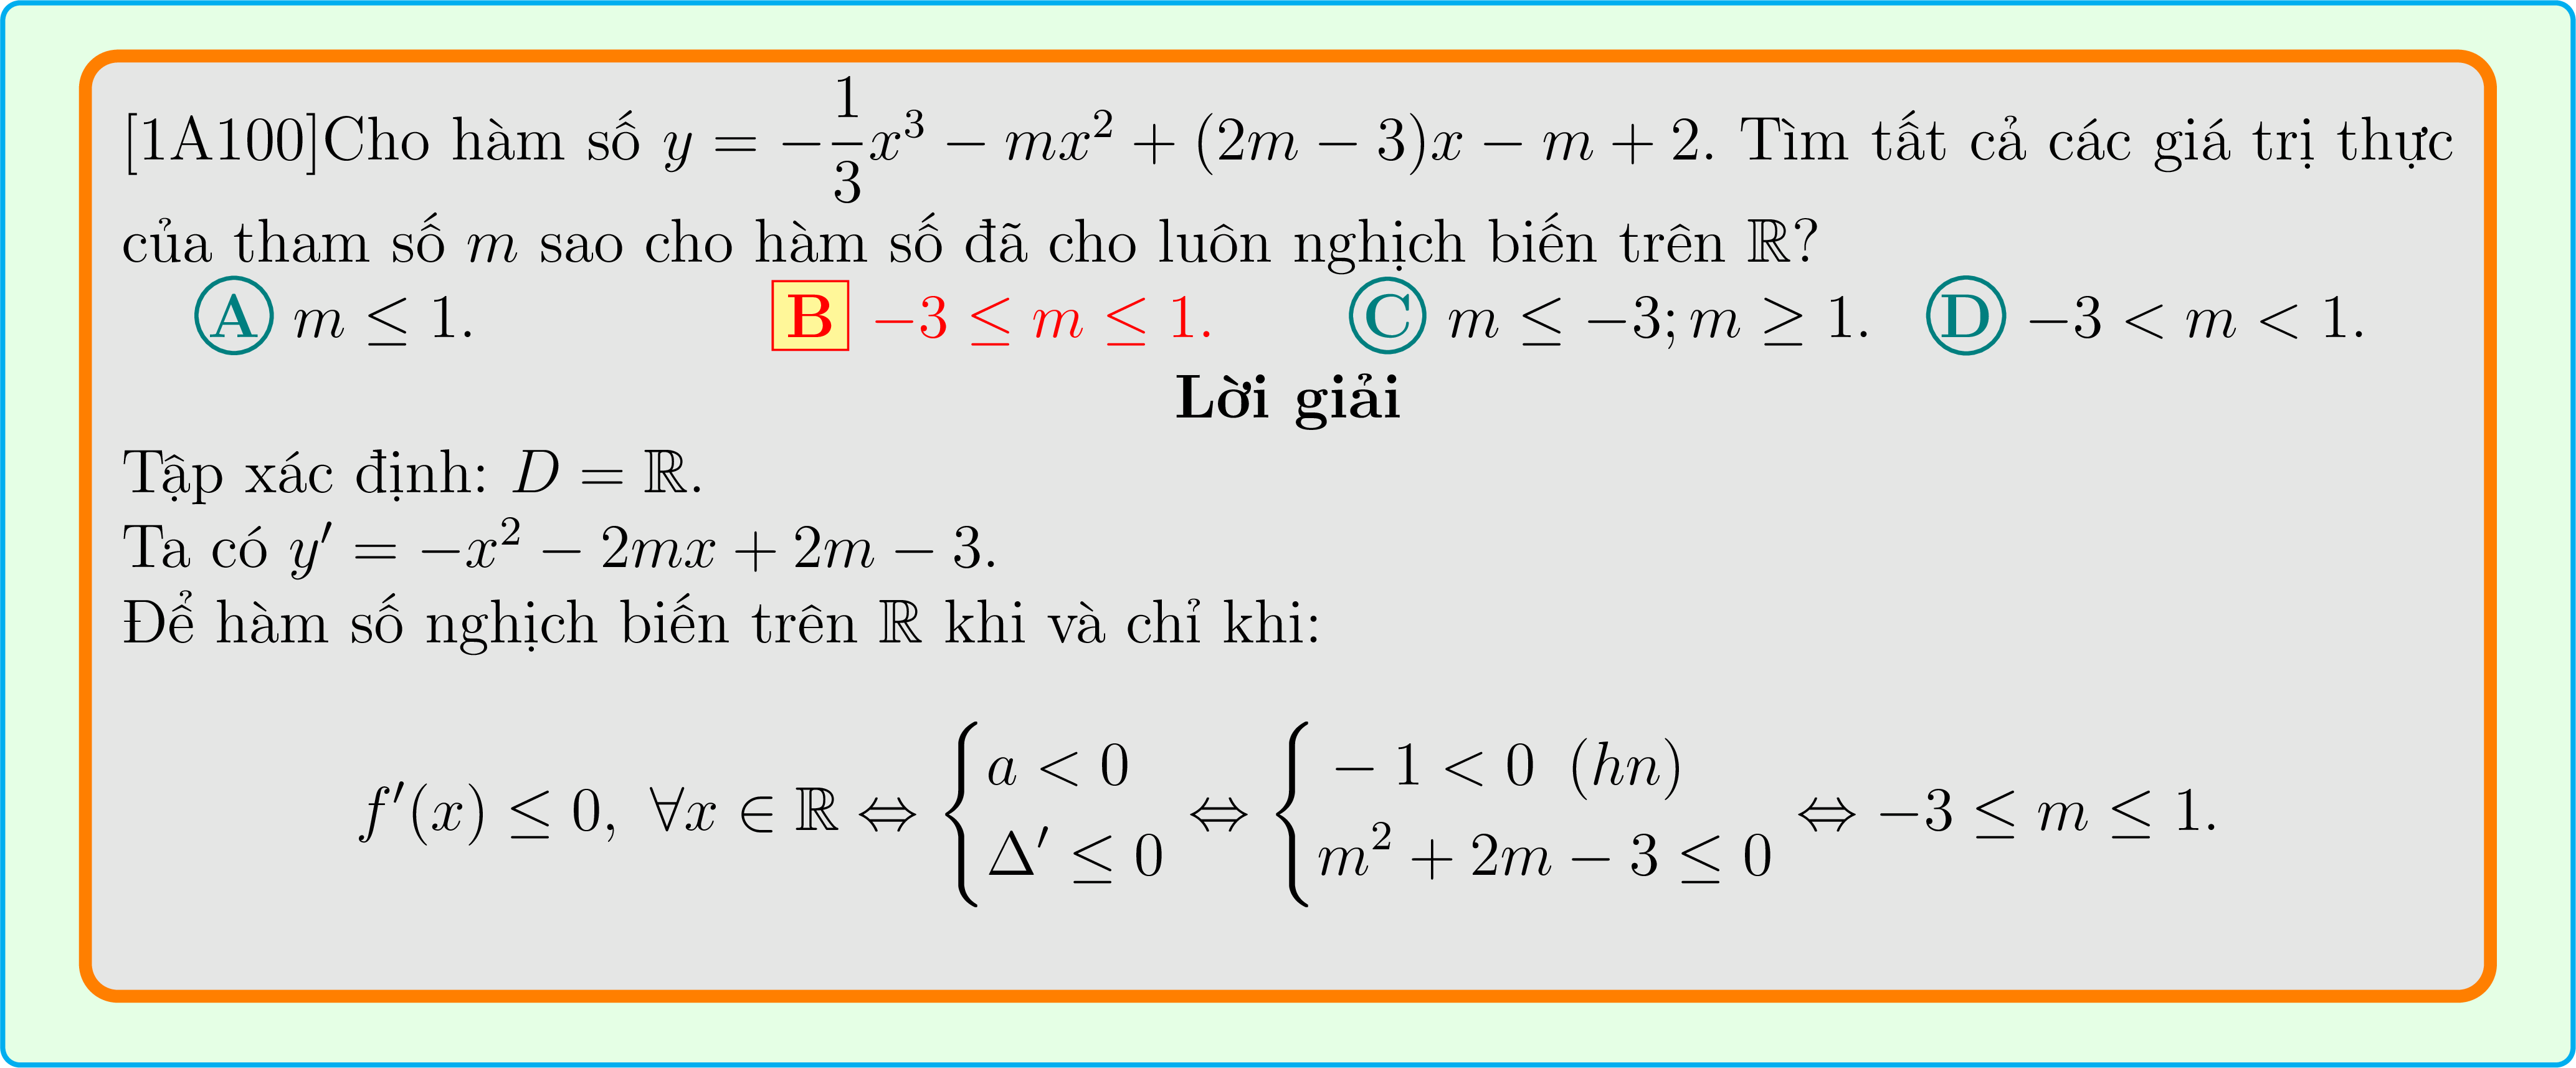 [1A100]Cho hàm số $y = -\frac{1}{3}x^3 - mx^2 + (2m - 3)x - m + 2$. Tìm tất cả các giá trị thực
của tham số $m$ sao cho hàm số đã cho luôn nghịch biến trên $\mathbb{R}$?
A $m \leq 1$. B $-3 \leq m \leq 1$. C $m \leq -3; m \geq 1$. D $-3 < m < 1$.
Lời giải
Tập xác định: $D = \mathbb{R}$.
Ta có $y' = -x^2 - 2mx + 2m - 3$.
Để hàm số nghịch biến trên $\mathbb{R}$ khi và chỉ khi:
$f'(x) \leq 0, \ \forall x \in \mathbb{R} \Leftrightarrow \begin{cases} a < 0 \\ \Delta' \leq 0 \end{cases} \Leftrightarrow \begin{cases} -1 < 0 \ (hn) \\ m^2 + 2m - 3 \leq 0 \end{cases} \Leftrightarrow -3 \leq m \leq 1.$